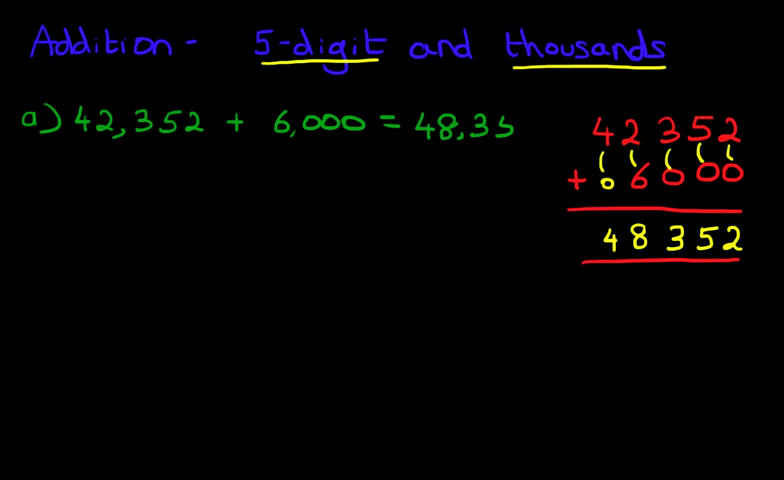 Addition - 5-digit and thousands
a) 42,352 + 6,000 = 48,35
42352
+ 06000
48352